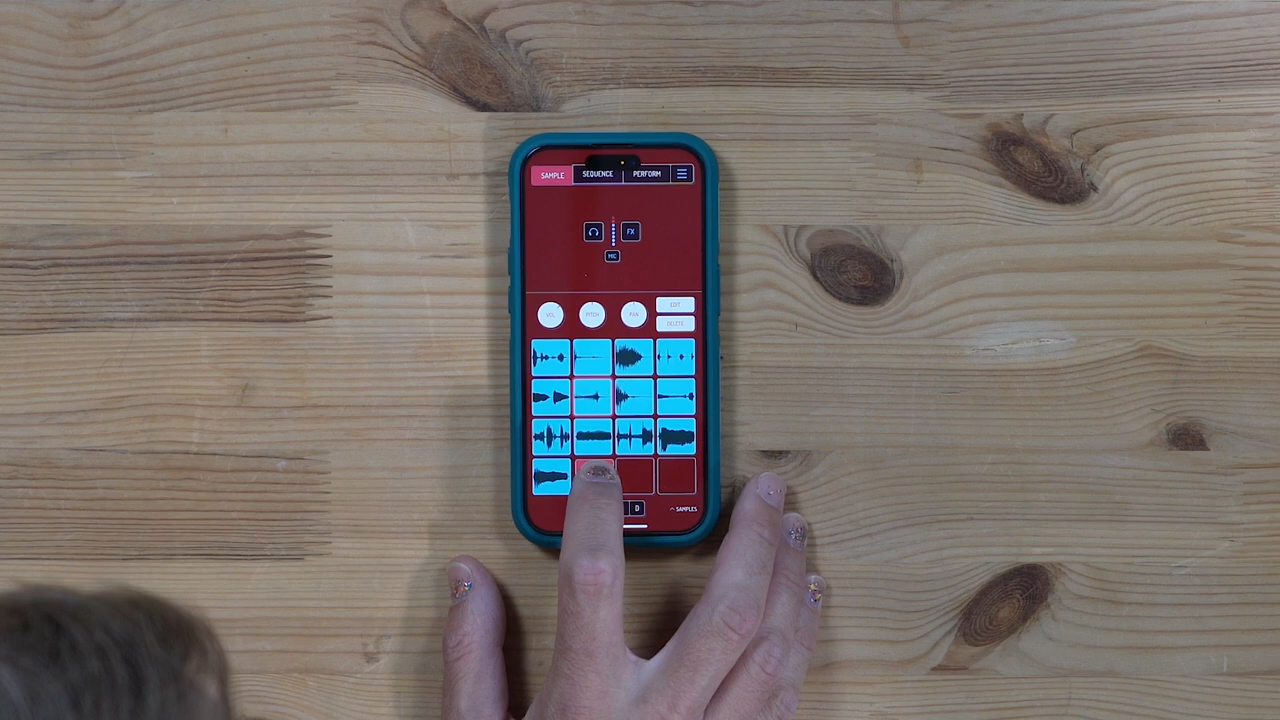 SAMPLE SEQUENCE PERFORM
FX
MIC
VOL PITCH PAN EDIT
DELETE
D SAMPLES